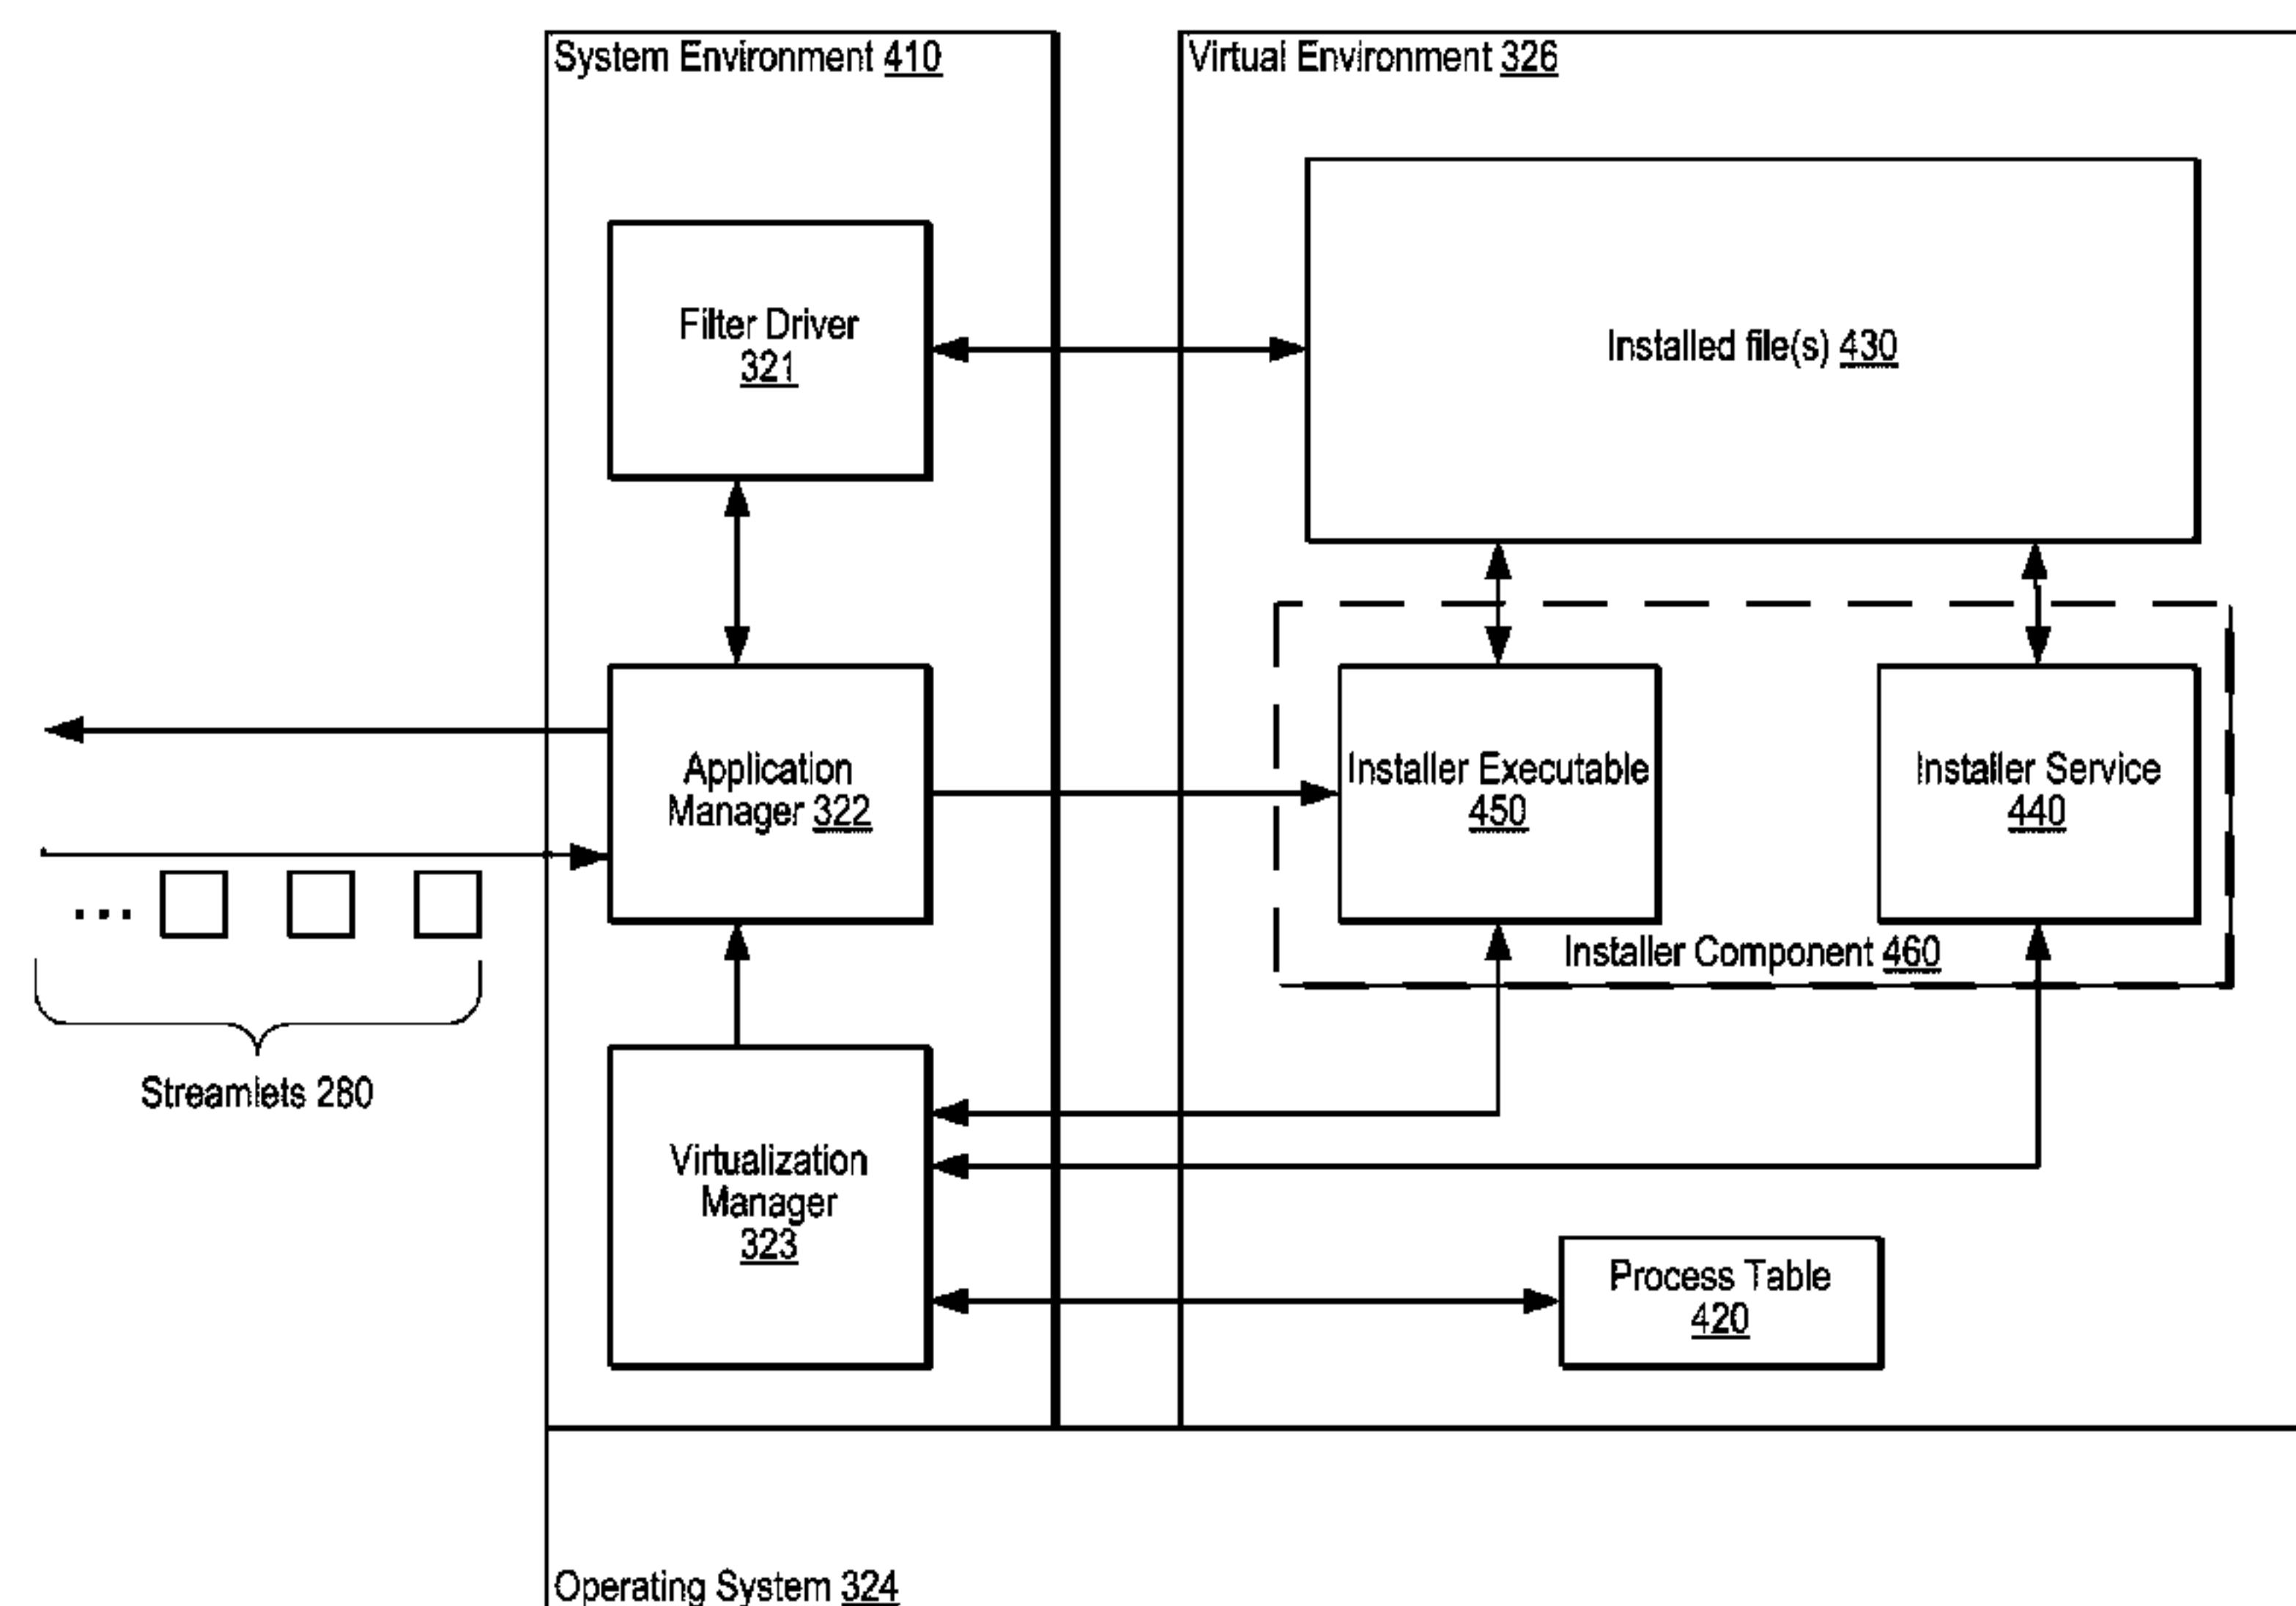 System Environment 410
Virtual Environment 326
Filter Driver
321
Installed file(s) 430
Application
Manager 322
Installer Executable
450
Installer Service
440
Installer Component 460
...
Streamlets 280
Virtualization
Manager
323
Process Table
420
Operating System 324